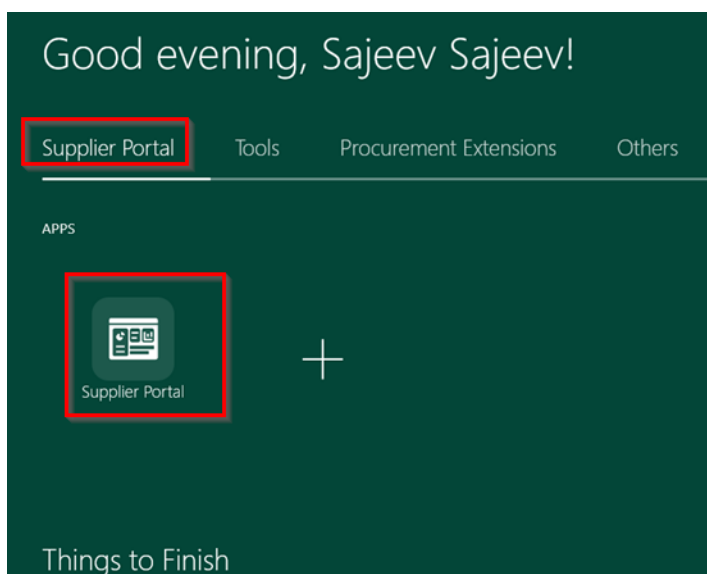 Good evening, Sajeev Sajeev!
Supplier Portal Tools Procurement Extensions Others
APPS
Supplier Portal
Things to Finish